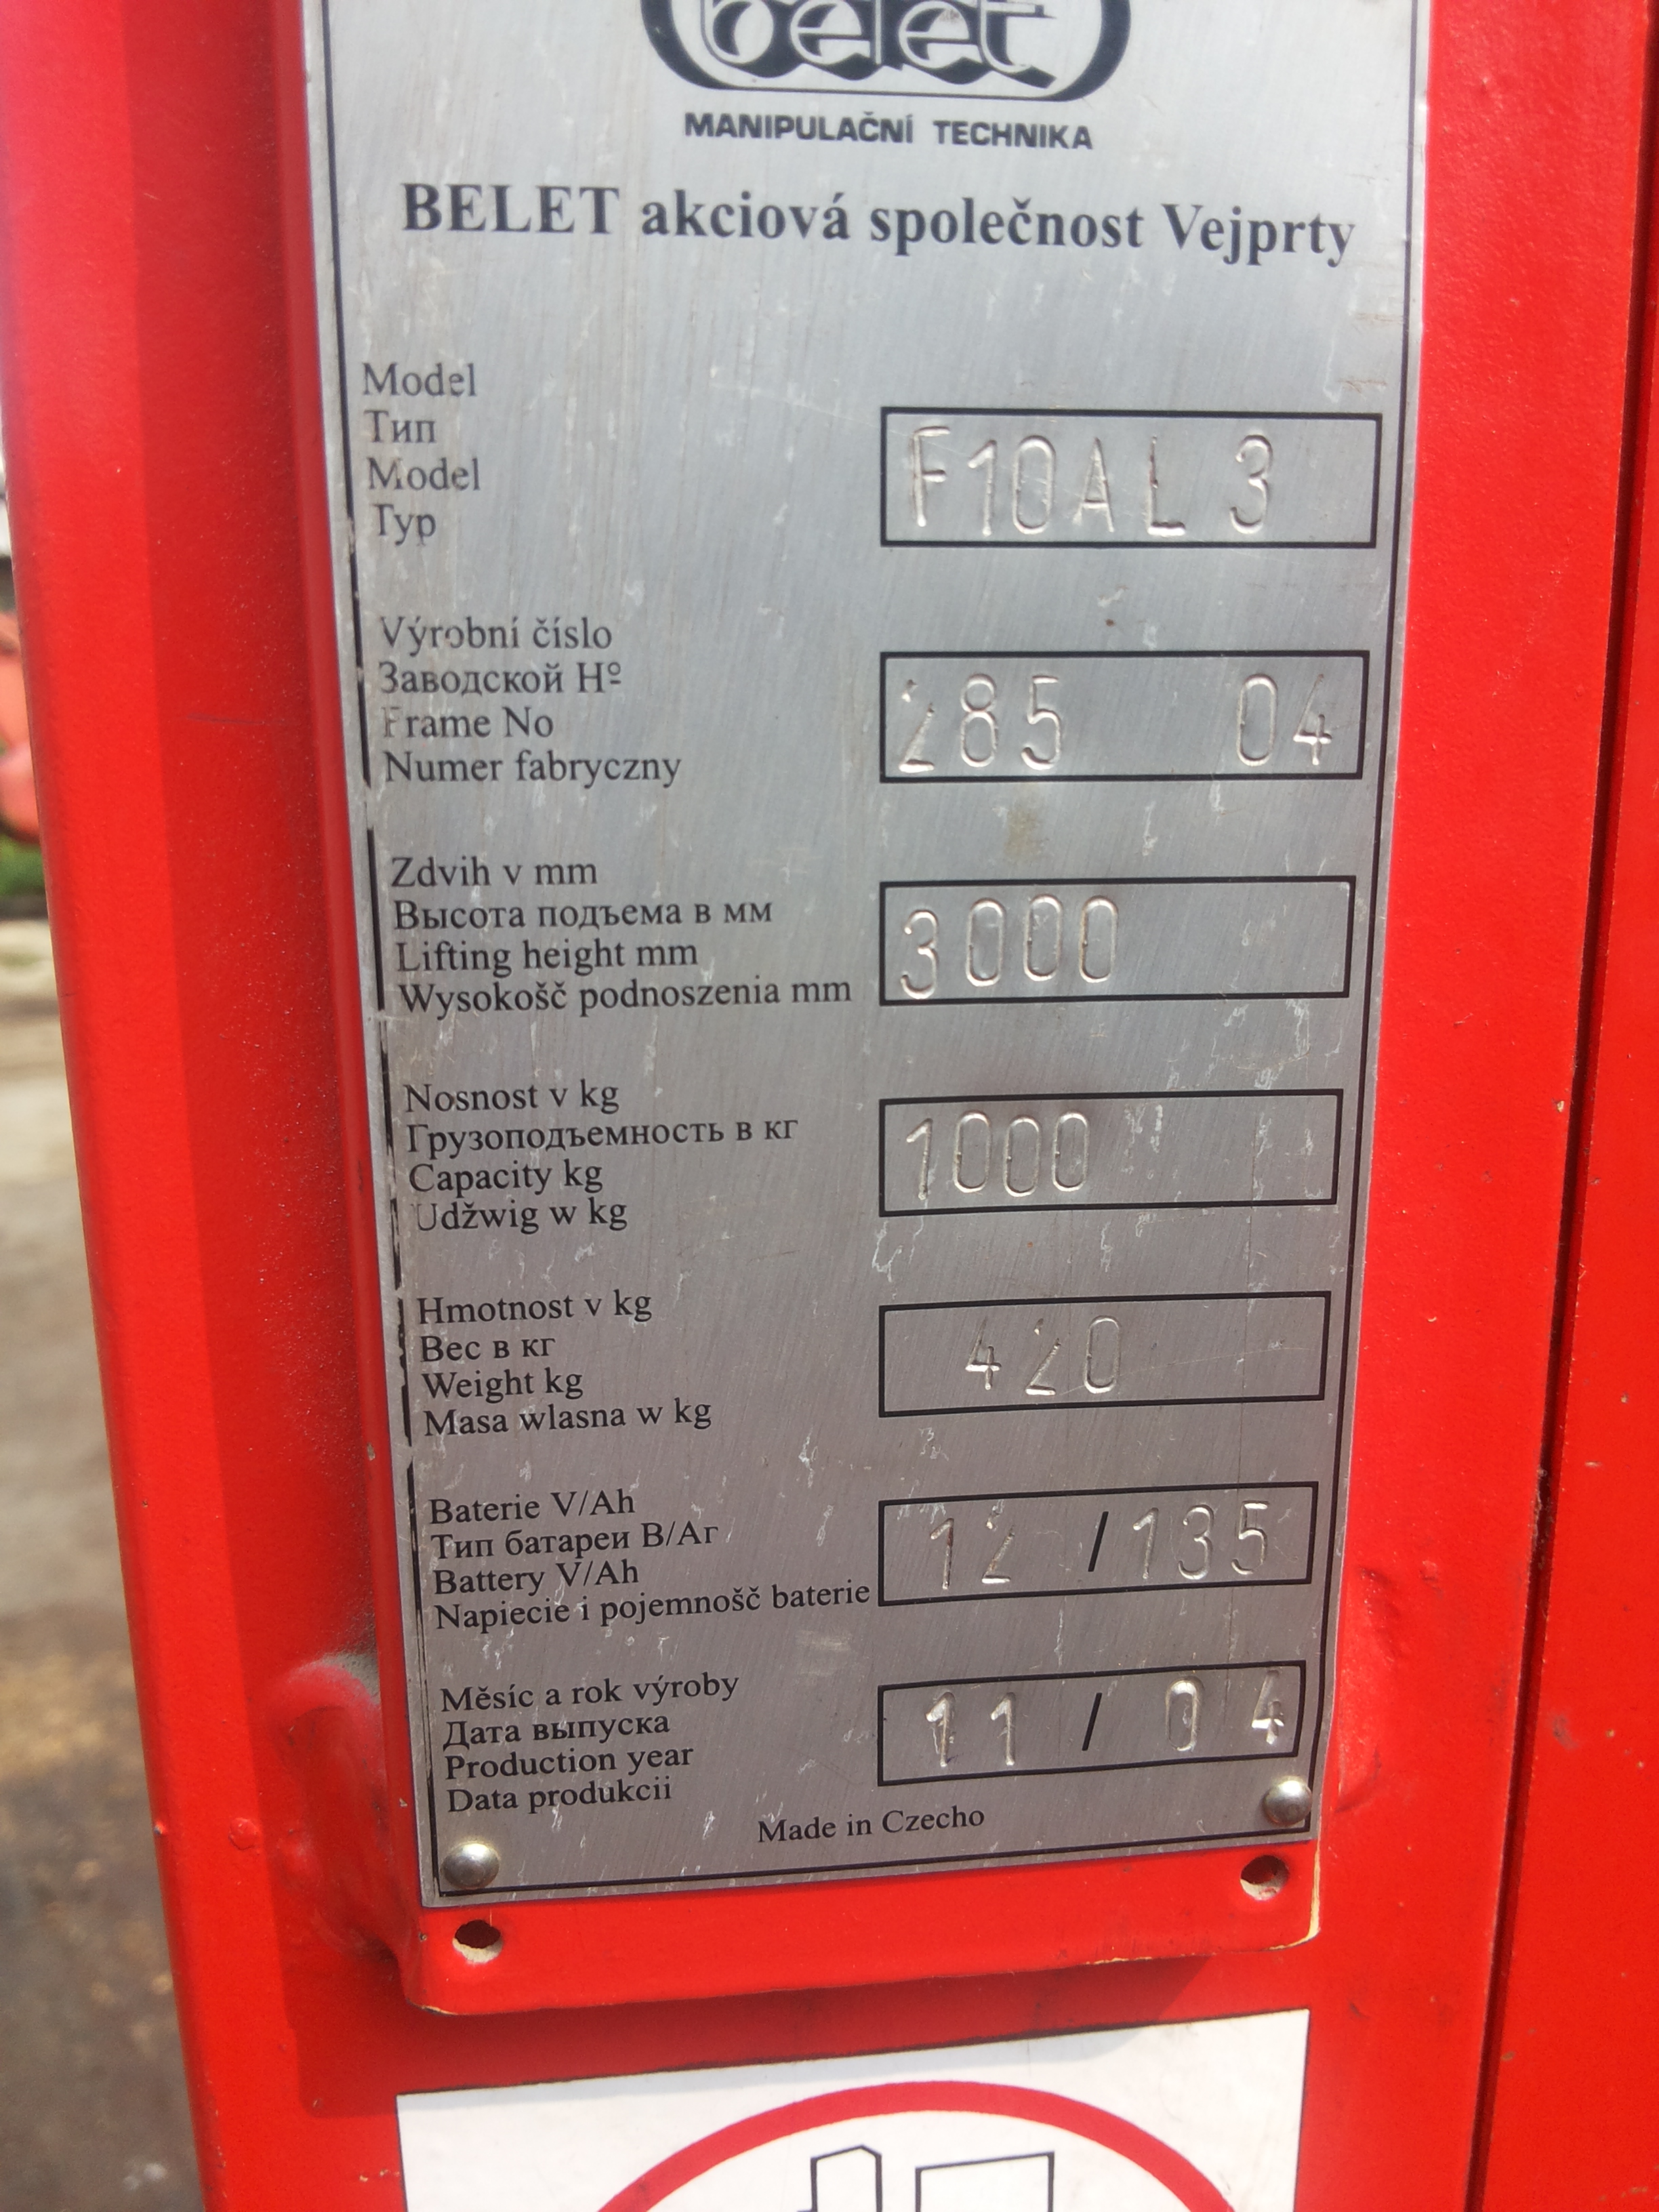 belet
MANIPULAČNÍ TECHNIKA
BELET akciová společnost Vejprty
Model
Тип
Model
Typ
F10AL 3
Výrobní číslo
Заводской Нº
Frame No
Numer fabryczny
285 04
Zdvih v mm
Высота подъема в мм
Lifting height mm
Wysokošč podnoszenia mm
3000
Nosnost v kg
Грузоподъемность в кг
Capacity kg
Udžwig w kg
1000
Hmotnost v kg
Вес в кг
Weight kg
Masa wlasna w kg
420
Baterie V/Ah
Тип батареи В/Аг
Battery V/Ah
Napiecie i pojemnošč baterie
12 / 135
Měsíc a rok výroby
Дата выпуска
Production year
Data produkcii
11 / 04
Made in Czecho